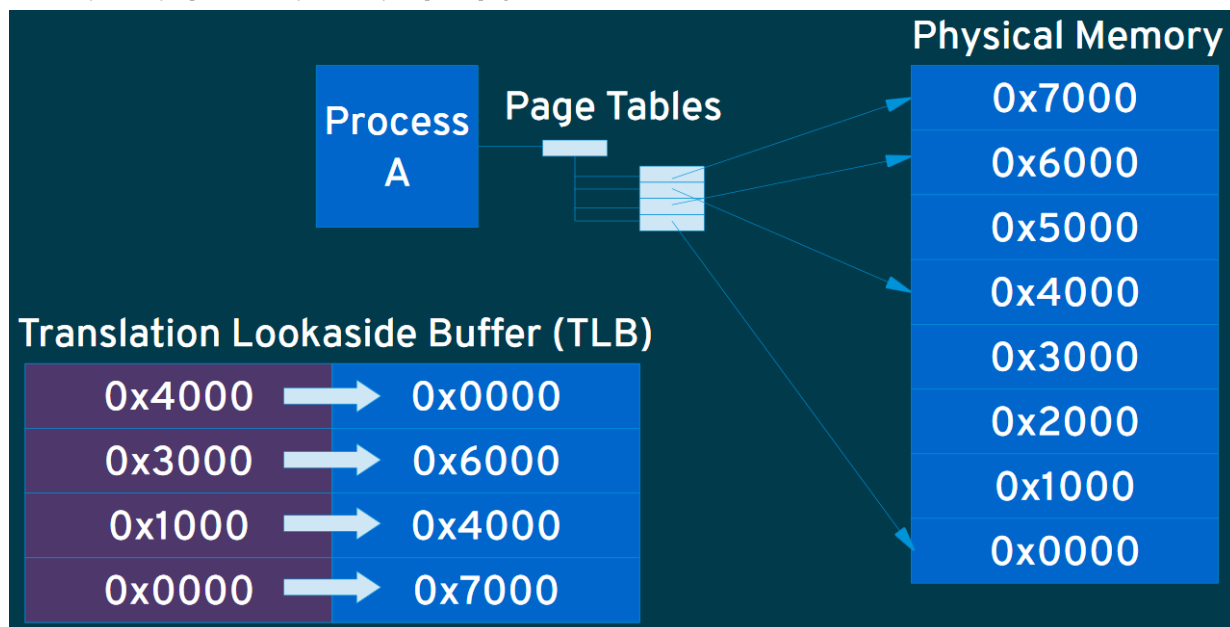 Physical Memory
Process
A
Page Tables
0x7000
0x6000
0x5000
0x4000
0x3000
0x2000
0x1000
0x0000
Translation Lookaside Buffer (TLB)
0x4000 0x0000
0x3000 0x6000
0x1000 0x4000
0x0000 0x7000